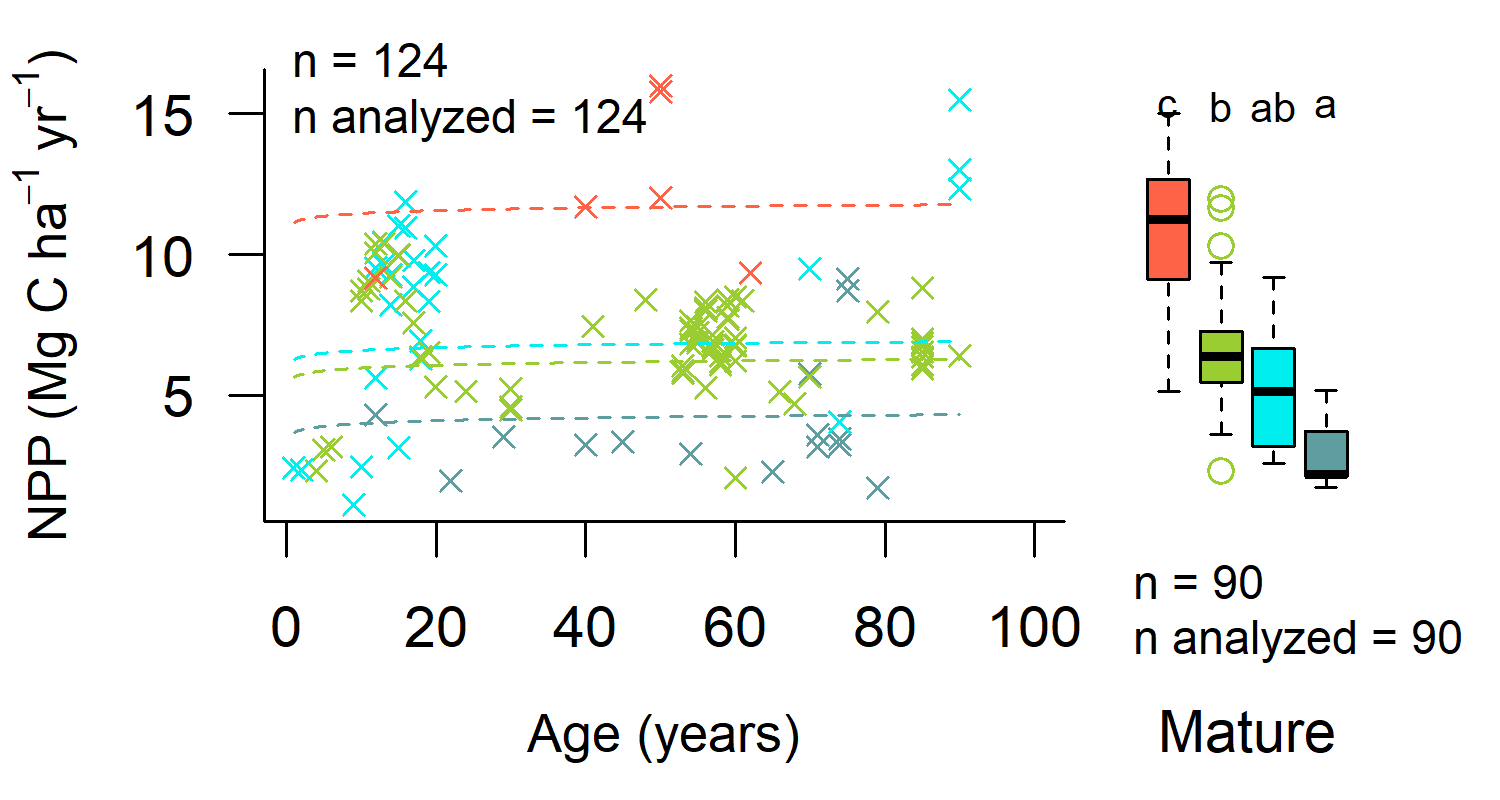 n = 124
n analyzed = 124
NPP (Mg C ha⁻¹ yr⁻¹)
15
10
5
0 20 40 60 80 100
Age (years)
c b ab a
n = 90
n analyzed = 90
Mature